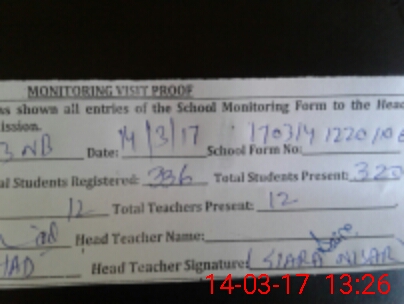 MONITORING VISIT PROOF
as shown all entries of the School Monitoring Form to the Head
ission.
3 NB Date: 14/3/17 School Form No:
al Students Registered: 336 Total Students Present: 320
12 Total Teachers Present: 12
Head Teacher Name:
Head Teacher Signature:
14-03-17 13:26